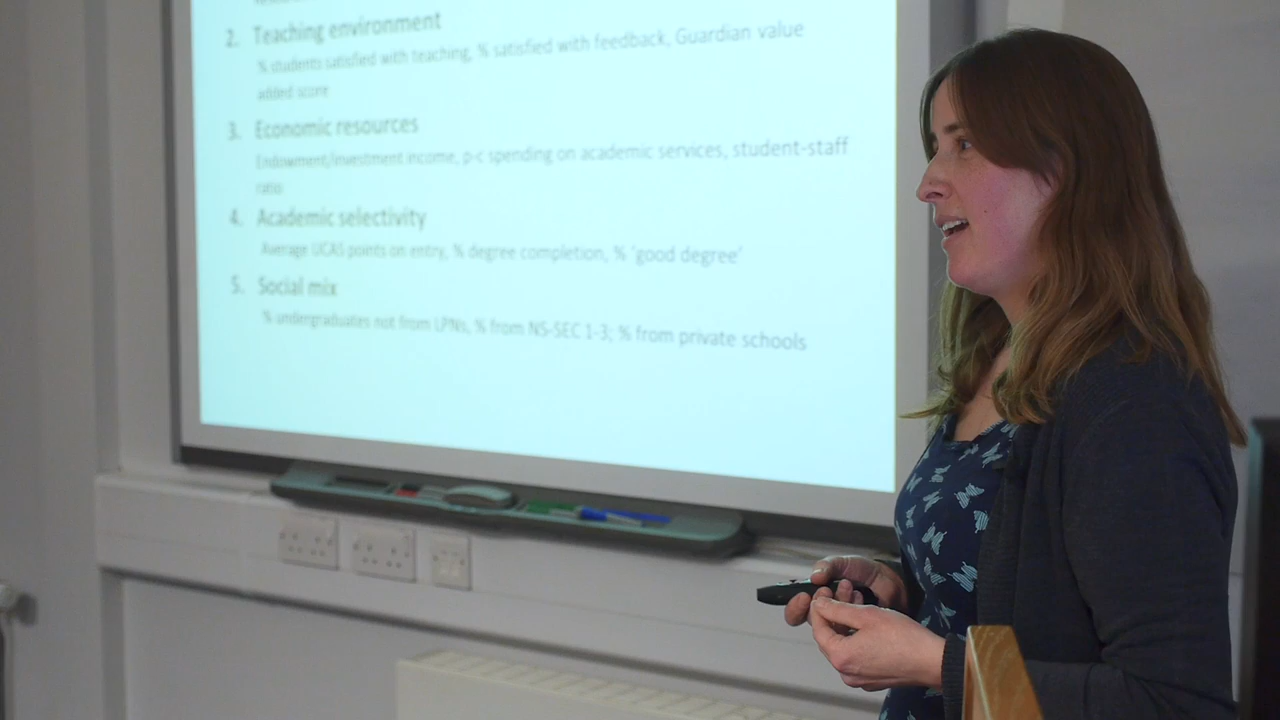 2. Teaching environment
% students satisfied with teaching, % satisfied with feedback, Guardian value
added score
3. Economic resources
Endowment/investment income, p-c spending on academic services, student-staff
ratio
4. Academic selectivity
Average UCAS points on entry, % degree completion, % 'good degree'
5. Social mix
% undergraduates not from LPNs, % from NS-SEC 1-3; % from private schools